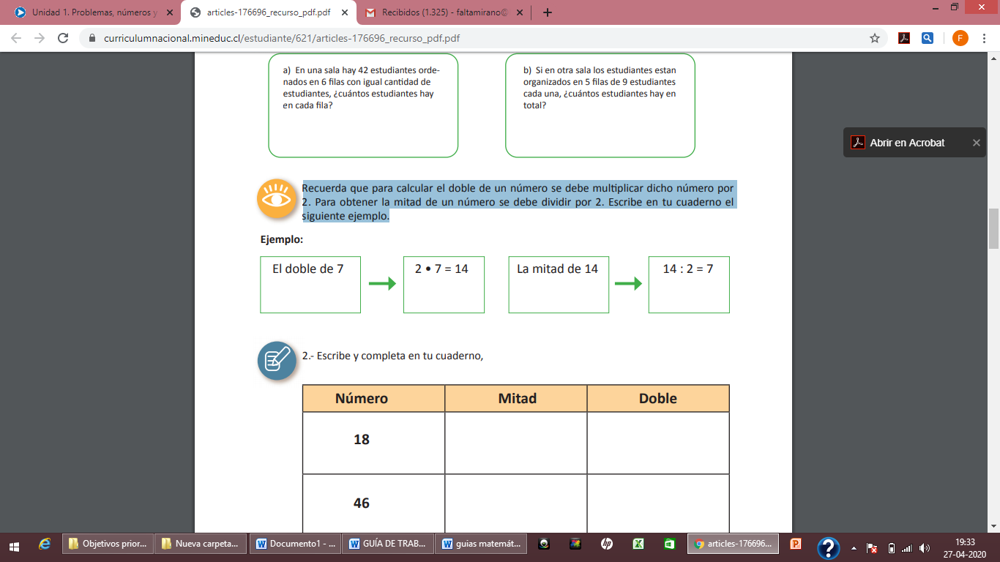 Unidad 1. Problemas, números y
articles-176696_recurso_pdf.pdf
Recibidos (1.325) - faltamirano@
curriculumnacional.mineduc.cl/estudiante/621/articles-176696_recurso_pdf.pdf
F
a) En una sala hay 42 estudiantes orde-
nados en 6 filas con igual cantidad de
estudiantes, ¿cuántos estudiantes hay
en cada fila?
b) Si en otra sala los estudiantes estan
organizados en 5 filas de 9 estudiantes
cada una, ¿cuántos estudiantes hay en
total?
Abrir en Acrobat
Recuerda que para calcular el doble de un número se debe multiplicar dicho número por
2. Para obtener la mitad de un número se debe dividir por 2. Escribe en tu cuaderno el
siguiente ejemplo.
Ejemplo:
El doble de 7
2 • 7 = 14
La mitad de 14
14 : 2 = 7
2.- Escribe y completa en tu cuaderno,
Número Mitad Doble
18
46
Objetivos prior...
Nueva carpeta...
Documento1 - ...
GUÍA DE TRAB...
guias matemát...
hp
articles-176696...
19:33
27-04-2020